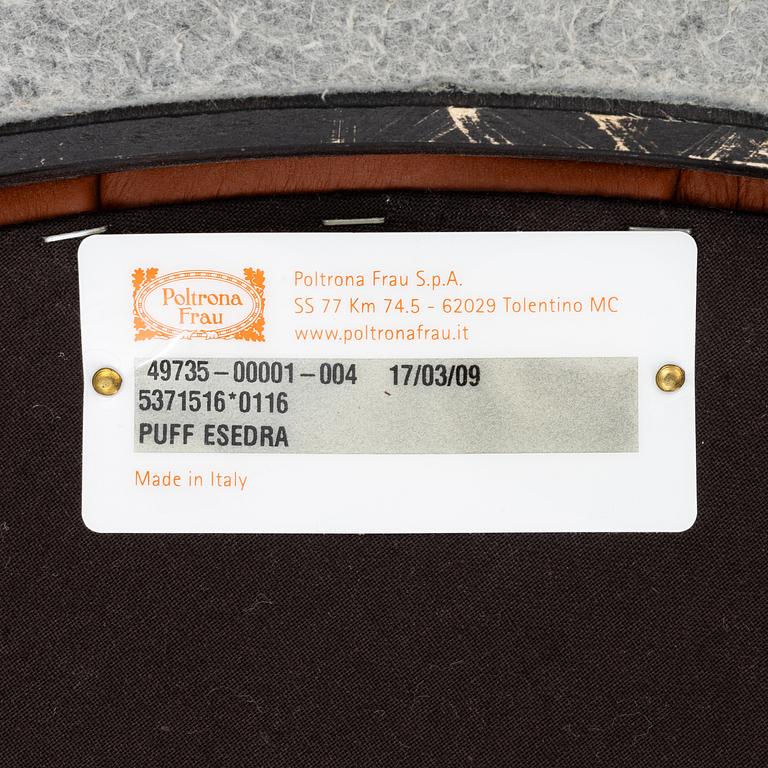 Poltrona
Frau
Poltrona Frau S.p.A.
SS 77 Km 74.5 - 62029 Tolentino MC
www.poltronafrau.it
49735-00001-004 17/03/09
5371516*0116
PUFF ESEDRA
Made in Italy